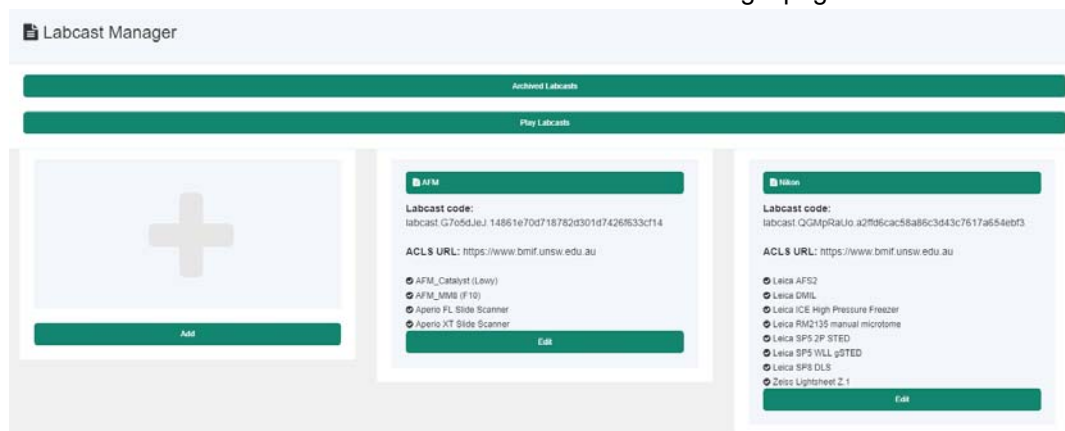 Labcast Manager
Archived Labcasts
Play Labcasts
Add
AFM
Labcast code:
labcast.G7o5dJeJ.14861e70d718782d301d7426f633cf14
ACLS URL: https://www.bmif.unsw.edu.au
AFM_Catalyst (Lowy)
AFM_MM8 (F10)
Aperio FL Slide Scanner
Aperio XT Slide Scanner
Edit
Nikon
Labcast code:
labcast.QGMpRaUo.a2ffd6cac58a86c3d43c7617a654ebf3
ACLS URL: https://www.bmif.unsw.edu.au
Leica AFS2
Leica DMIL
Leica ICE High Pressure Freezer
Leica RM2135 manual microtome
Leica SP5 2P STED
Leica SP5 WLL gSTED
Leica SP8 DLS
Zeiss Lightsheet Z.1
Edit